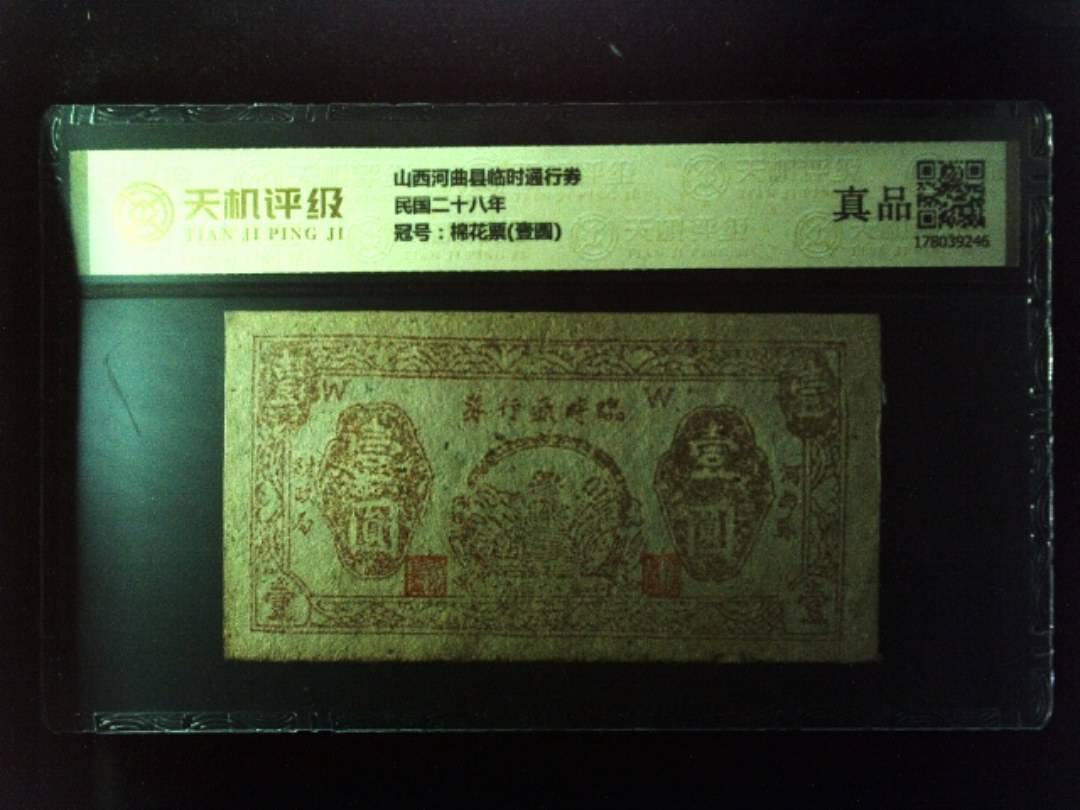 天机评级
TIAN JI PING JI
山西河曲县临时通行券
民国二十八年
冠号：棉花票(壹圆)
真品
178039246
壹 W W 壹
券行通時臨
壹圓 壹圓
壹 壹